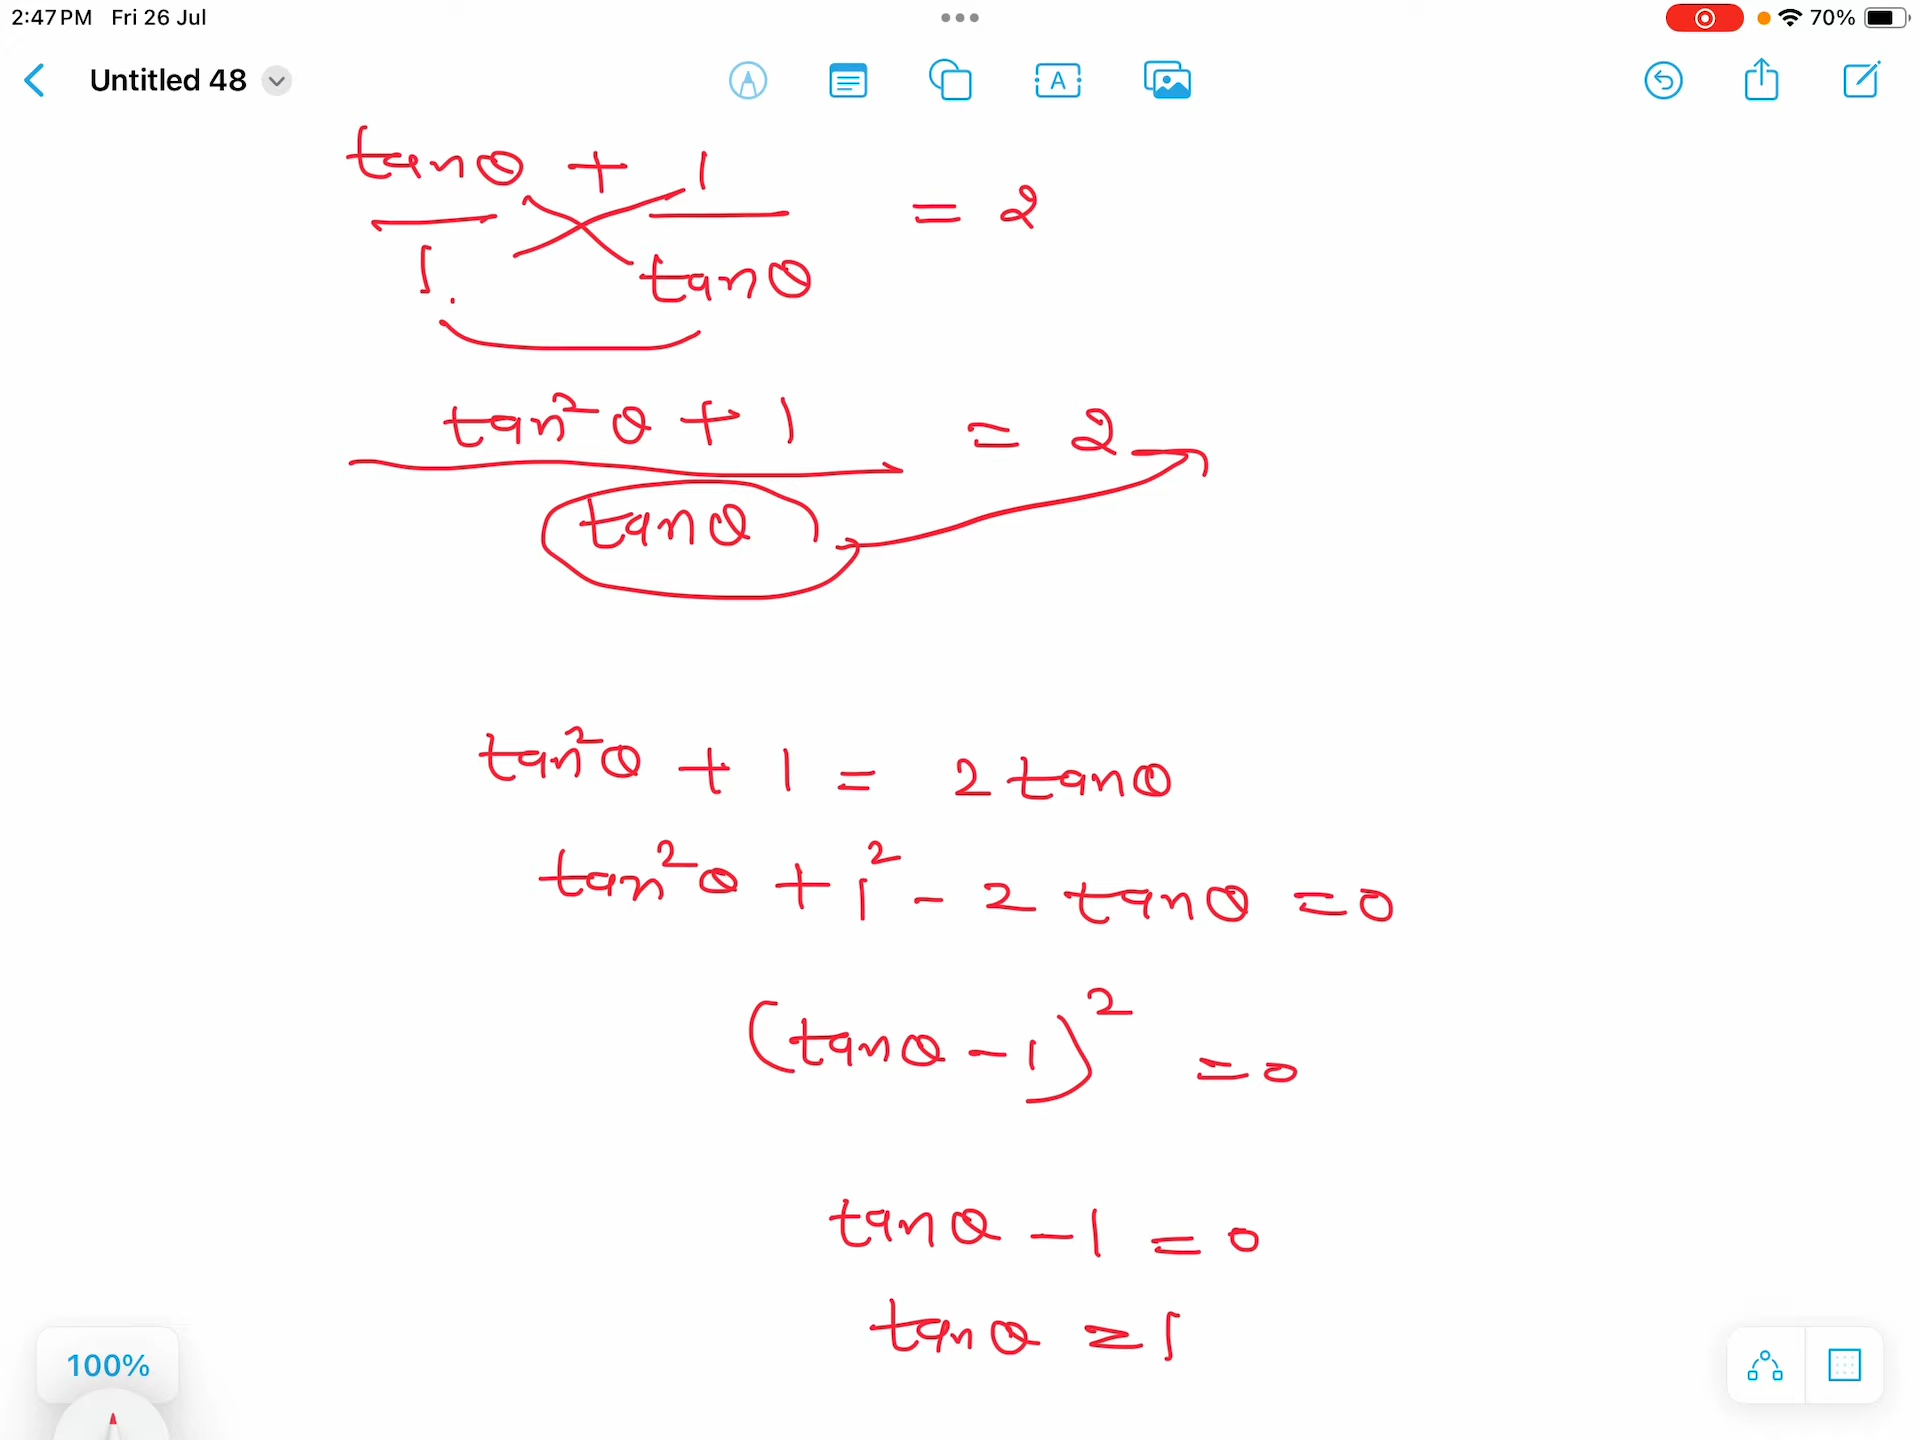 2:47 PM Fri 26 Jul
70%
Untitled 48
A
tanθ + 1 = 2
1. tanθ
tan²θ + 1 = 2
tanθ
tan²θ + 1 = 2 tanθ
tan²θ + 1² - 2 tanθ = 0
(tanθ - 1)² = 0
tanθ - 1 = 0
tanθ = 1
100%